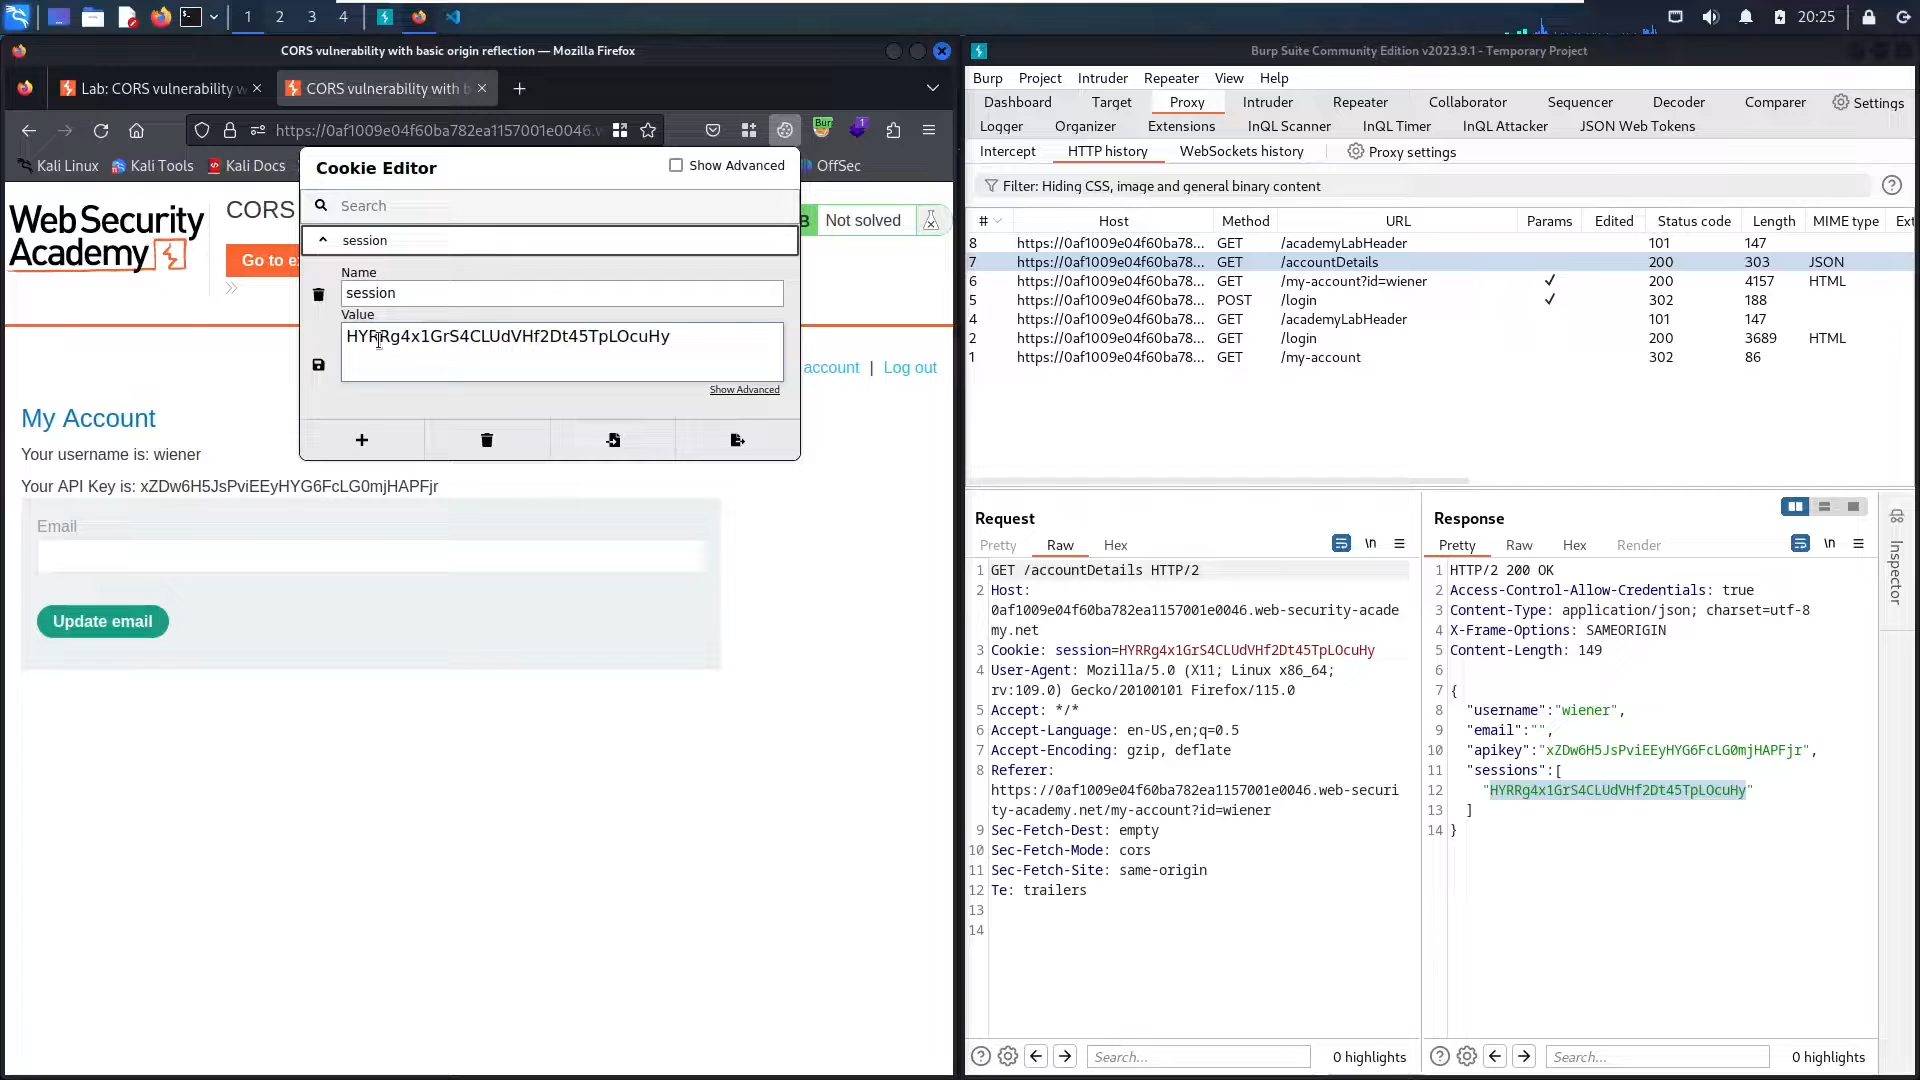 1 2 3 4 20:25
CORS vulnerability with basic origin reflection — Mozilla Firefox
Lab: CORS vulnerability w
CORS vulnerability with b
https://0af1009e04f60ba782ea1157001e0046.w
Kali Linux Kali Tools Kali Docs OffSec
Web Security
Academy
CORS
Go to ex
Not solved
account | Log out
Cookie Editor
Show Advanced
Search
session
Name
session
Value
HYRRg4x1GrS4CLUdVHf2Dt45TpLOcuHy
Show Advanced
My Account
Your username is: wiener
Your API Key is: xZDw6H5JsPviEEyHYG6FcLG0mjHAPFjr
Email
Update email
Burp Suite Community Edition v2023.9.1 - Temporary Project
Burp Project Intruder Repeater View Help
Dashboard Target Proxy Intruder Repeater Collaborator Sequencer Decoder Comparer Settings
Logger Organizer Extensions InQL Scanner InQL Timer InQL Attacker JSON Web Tokens
Intercept HTTP history WebSockets history Proxy settings
Filter: Hiding CSS, image and general binary content
# Host Method URL Params Edited Status code Length MIME type Ext
8 https://0af1009e04f60ba78... GET /academyLabHeader 101 147
7 https://0af1009e04f60ba78... GET /accountDetails 200 303 JSON
6 https://0af1009e04f60ba78... GET /my-account?id=wiener ✓ 200 4157 HTML
5 https://0af1009e04f60ba78... POST /login ✓ 302 188
4 https://0af1009e04f60ba78... GET /academyLabHeader 101 147
2 https://0af1009e04f60ba78... GET /login 200 3689 HTML
1 https://0af1009e04f60ba78... GET /my-account 302 86
Request
Pretty Raw Hex \n
1 GET /accountDetails HTTP/2
2 Host:
0af1009e04f60ba782ea1157001e0046.web-security-acade
my.net
3 Cookie: session=HYRRg4x1GrS4CLUdVHf2Dt45TpLOcuHy
4 User-Agent: Mozilla/5.0 (X11; Linux x86_64;
rv:109.0) Gecko/20100101 Firefox/115.0
5 Accept: */*
6 Accept-Language: en-US,en;q=0.5
7 Accept-Encoding: gzip, deflate
8 Referer:
https://0af1009e04f60ba782ea1157001e0046.web-securi
ty-academy.net/my-account?id=wiener
9 Sec-Fetch-Dest: empty
10 Sec-Fetch-Mode: cors
11 Sec-Fetch-Site: same-origin
12 Te: trailers
13
14
Search... 0 highlights
Response
Pretty Raw Hex Render \n
1 HTTP/2 200 OK
2 Access-Control-Allow-Credentials: true
3 Content-Type: application/json; charset=utf-8
4 X-Frame-Options: SAMEORIGIN
5 Content-Length: 149
6
7 {
8 "username":"wiener",
9 "email":"",
10 "apikey":"xZDw6H5JsPviEEyHYG6FcLG0mjHAPFjr",
11 "sessions":[
12 "HYRRg4x1GrS4CLUdVHf2Dt45TpLOcuHy"
13 ]
14 }
Search... 0 highlights
Inspector